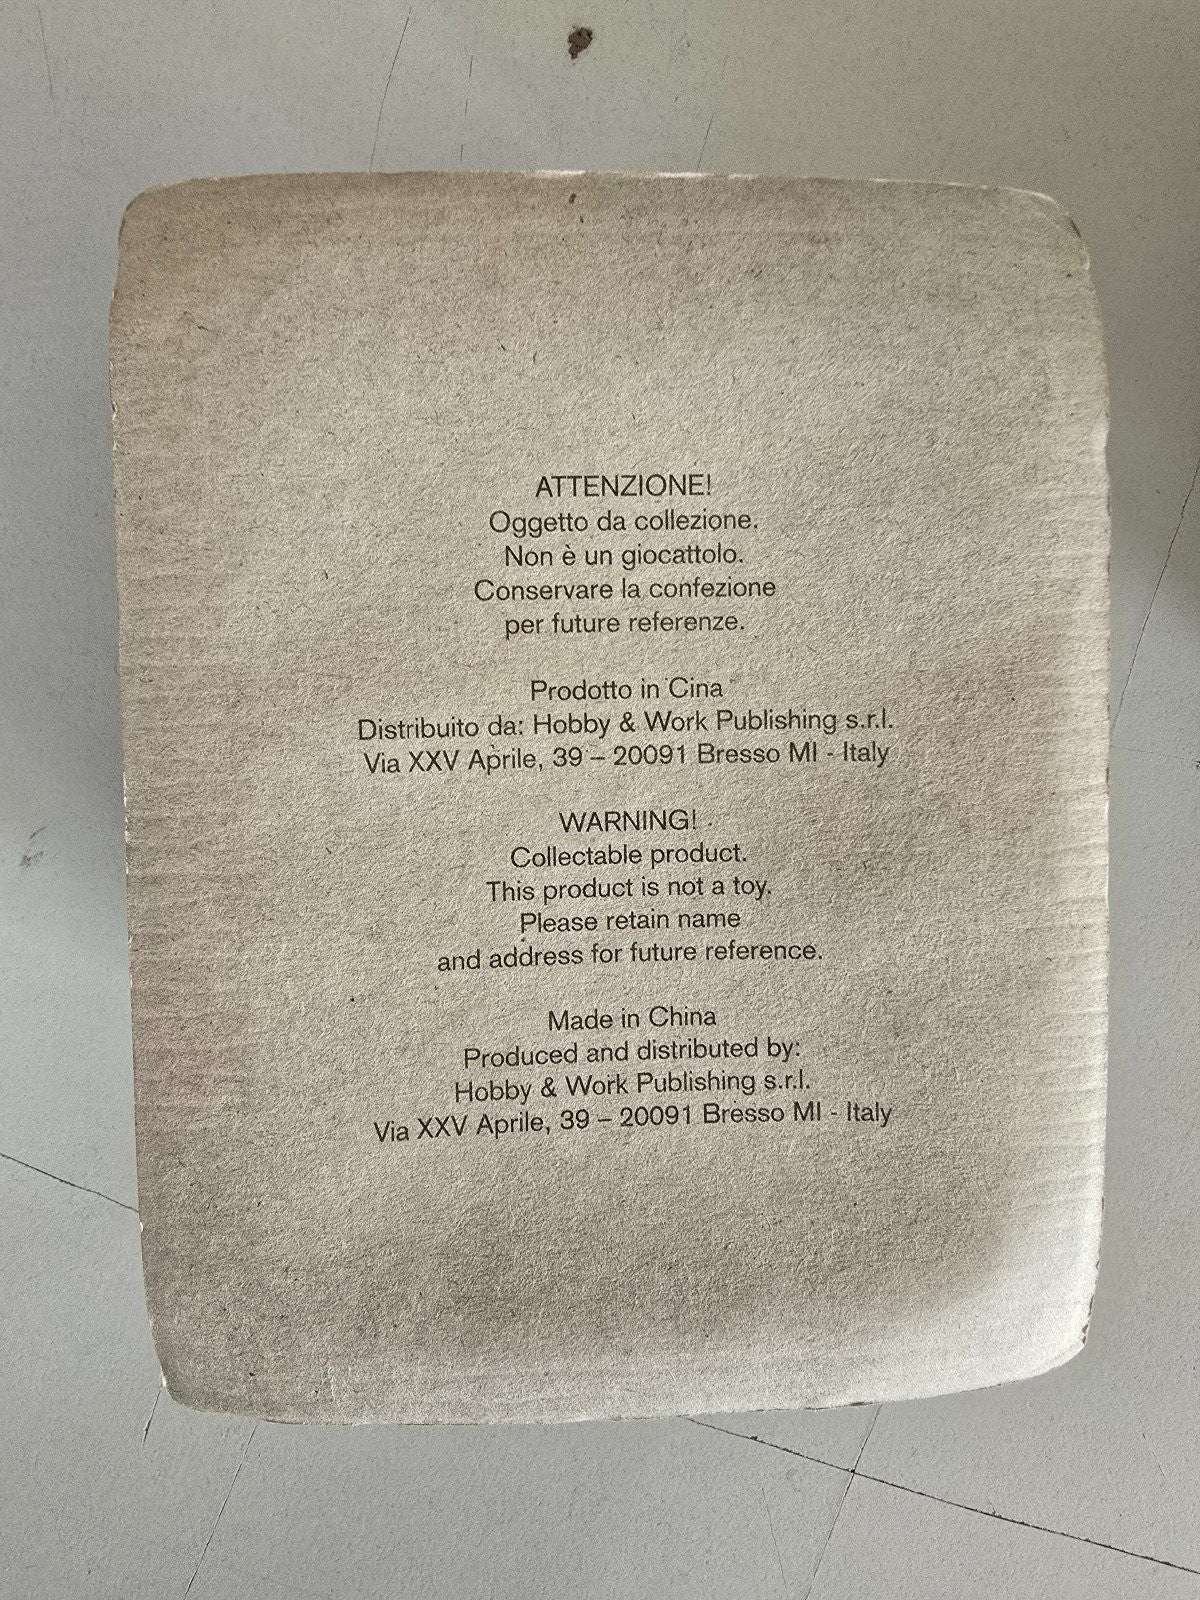 ATTENZIONE!
Oggetto da collezione.
Non è un giocattolo.
Conservare la confezione
per future referenze.
Prodotto in Cina
Distribuito da: Hobby & Work Publishing s.r.l.
Via XXV Aprile, 39 – 20091 Bresso MI - Italy
WARNING!
Collectable product.
This product is not a toy.
Please retain name
and address for future reference.
Made in China
Produced and distributed by:
Hobby & Work Publishing s.r.l.
Via XXV Aprile, 39 – 20091 Bresso MI - Italy